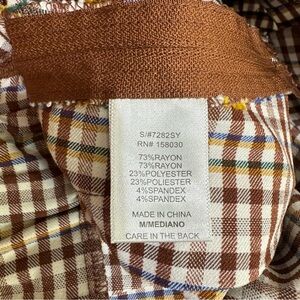 S/#7282SY
RN# 158030
73%RAYON
73%RAYON
23%POLYESTER
23%POLIESTER
4%SPANDEX
4%SPANDEX
MADE IN CHINA
M/MEDIANO
CARE IN THE BACK